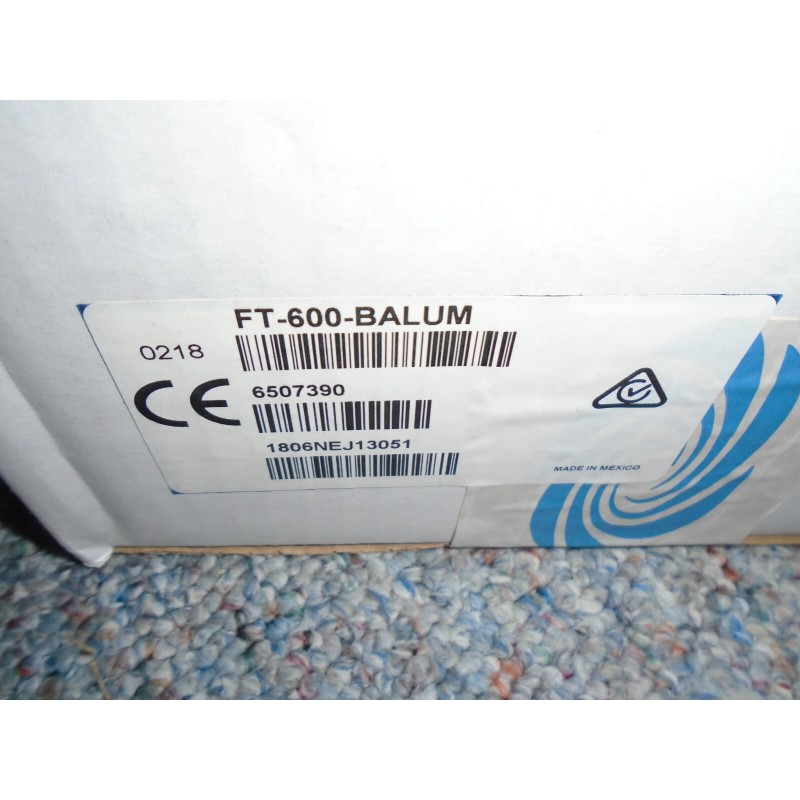 FT-600-BALUM
0218
CE
6507390
1806NEJ13051
MADE IN MEXICO